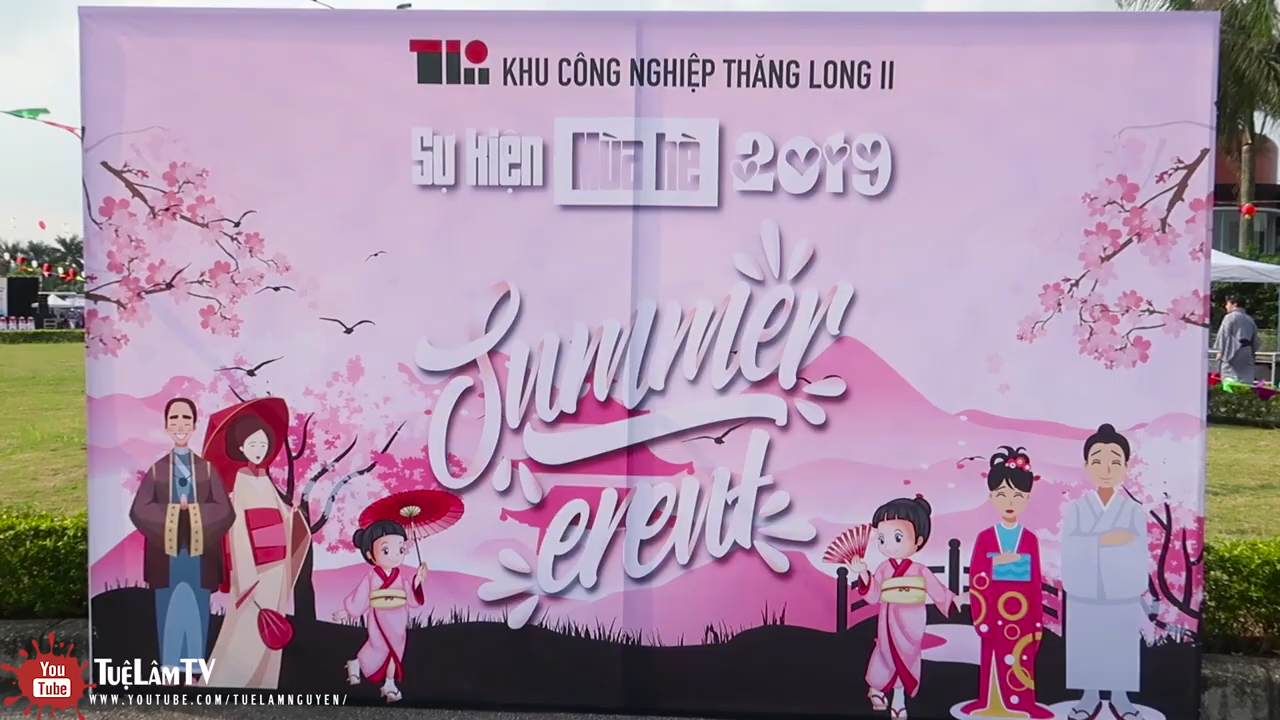 TLII KHU CÔNG NGHIỆP THĂNG LONG II
Sự kiện Mùa hè 2019
Summer
event
You
Tube
TUỆLÂMTV
WWW.YOUTUBE.COM/TUELAMNGUYEN/